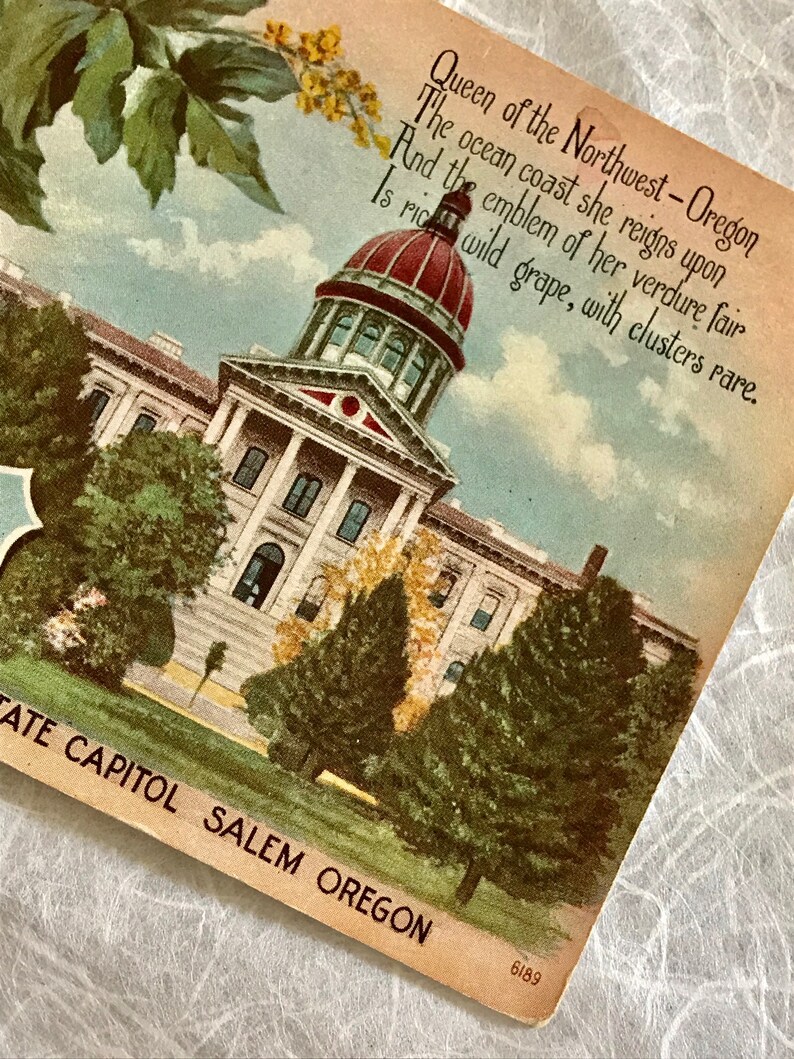 Queen of the Northwest – Oregon
The ocean coast she reigns upon
And the emblem of her verdure fair
Is rich wild grape, with clusters rare.
TATE CAPITOL SALEM OREGON
6189